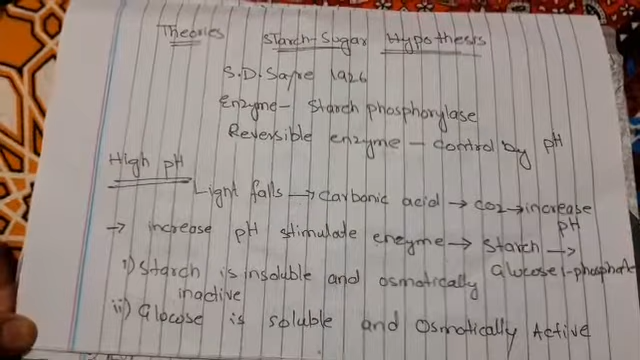 Theories Starch-Sugar Hypothesis
S.D. Sapre 1926
Enzyme- Starch phosphorylase
Reversible enzyme - control by pH
High pH
Light falls → carbonic acid → CO2 → increase pH
→ increase pH stimulate enzyme → Starch →
Glucose 1-phosphate
i) Starch is insoluble and osmotically
inactive
ii) Glocose is soluble and Osmotically Active